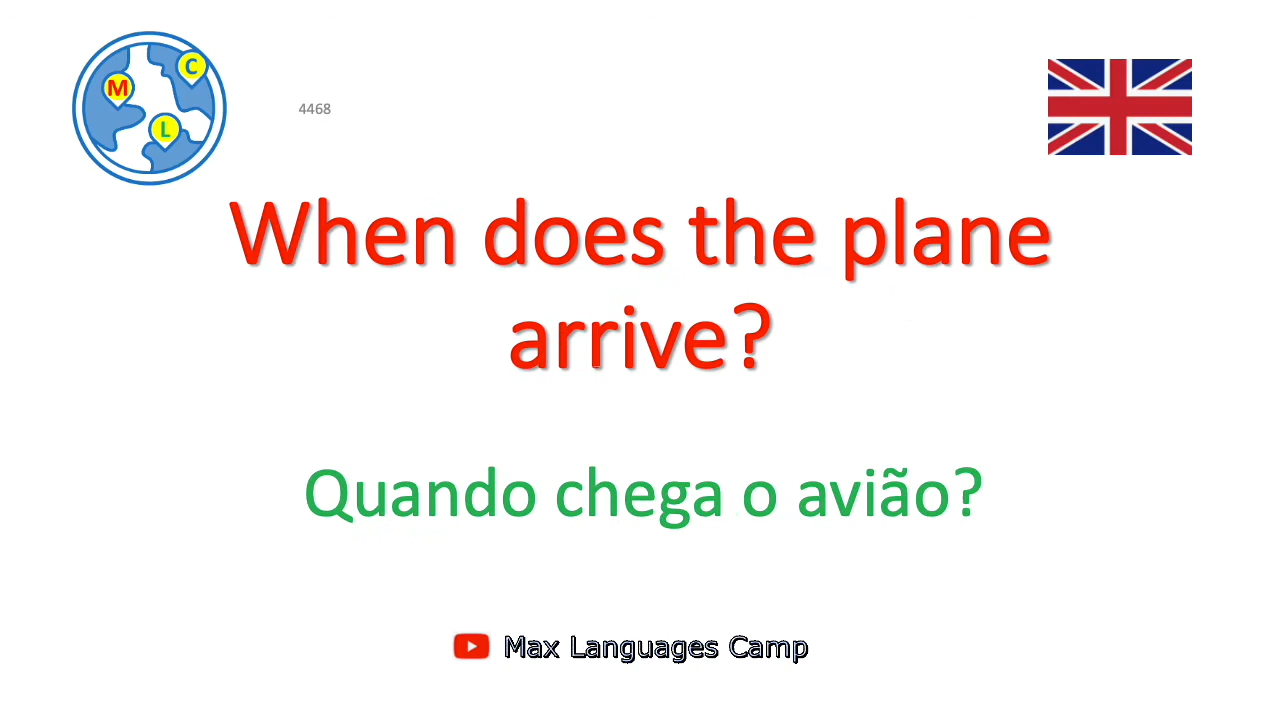 C
M
L
4468
When does the plane
arrive?
Quando chega o avião?
Max Languages Camp